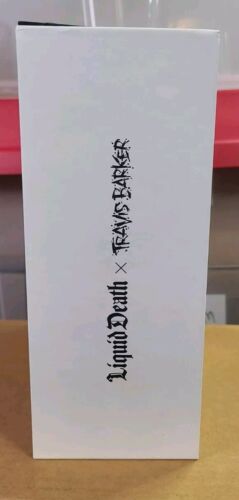 Liquid Death × TRAVIS BARKER